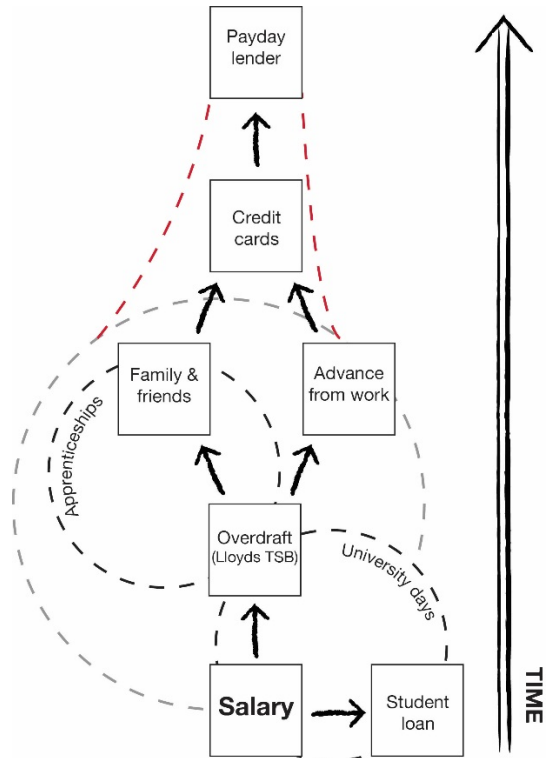 Payday
lender
Credit
cards
Family &
friends
Advance
from work
Apprenticeships
Overdraft
(Lloyds TSB)
University days
Salary
Student
loan
TIME